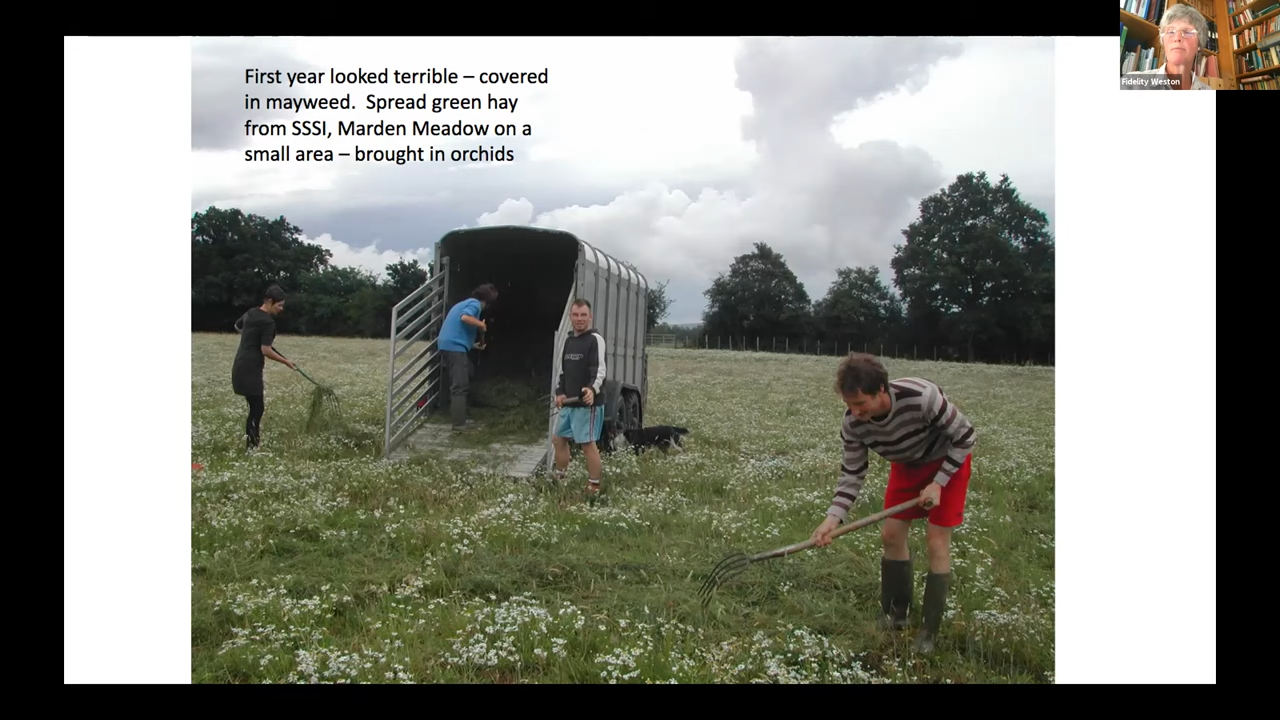 First year looked terrible – covered
in mayweed.  Spread green hay
from SSSI, Marden Meadow on a
small area – brought in orchids
Fidelity Weston